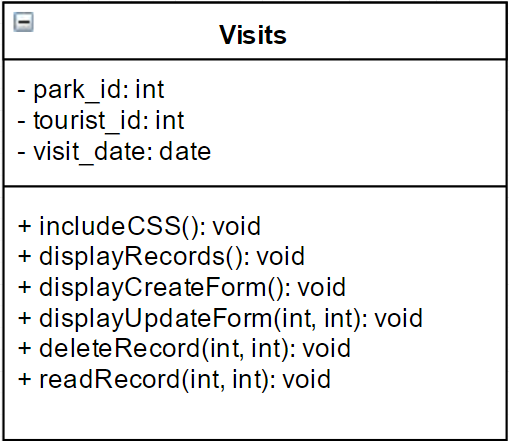 Visits
- park_id: int
- tourist_id: int
- visit_date: date
+ includeCSS(): void
+ displayRecords(): void
+ displayCreateForm(): void
+ displayUpdateForm(int, int): void
+ deleteRecord(int, int): void
+ readRecord(int, int): void